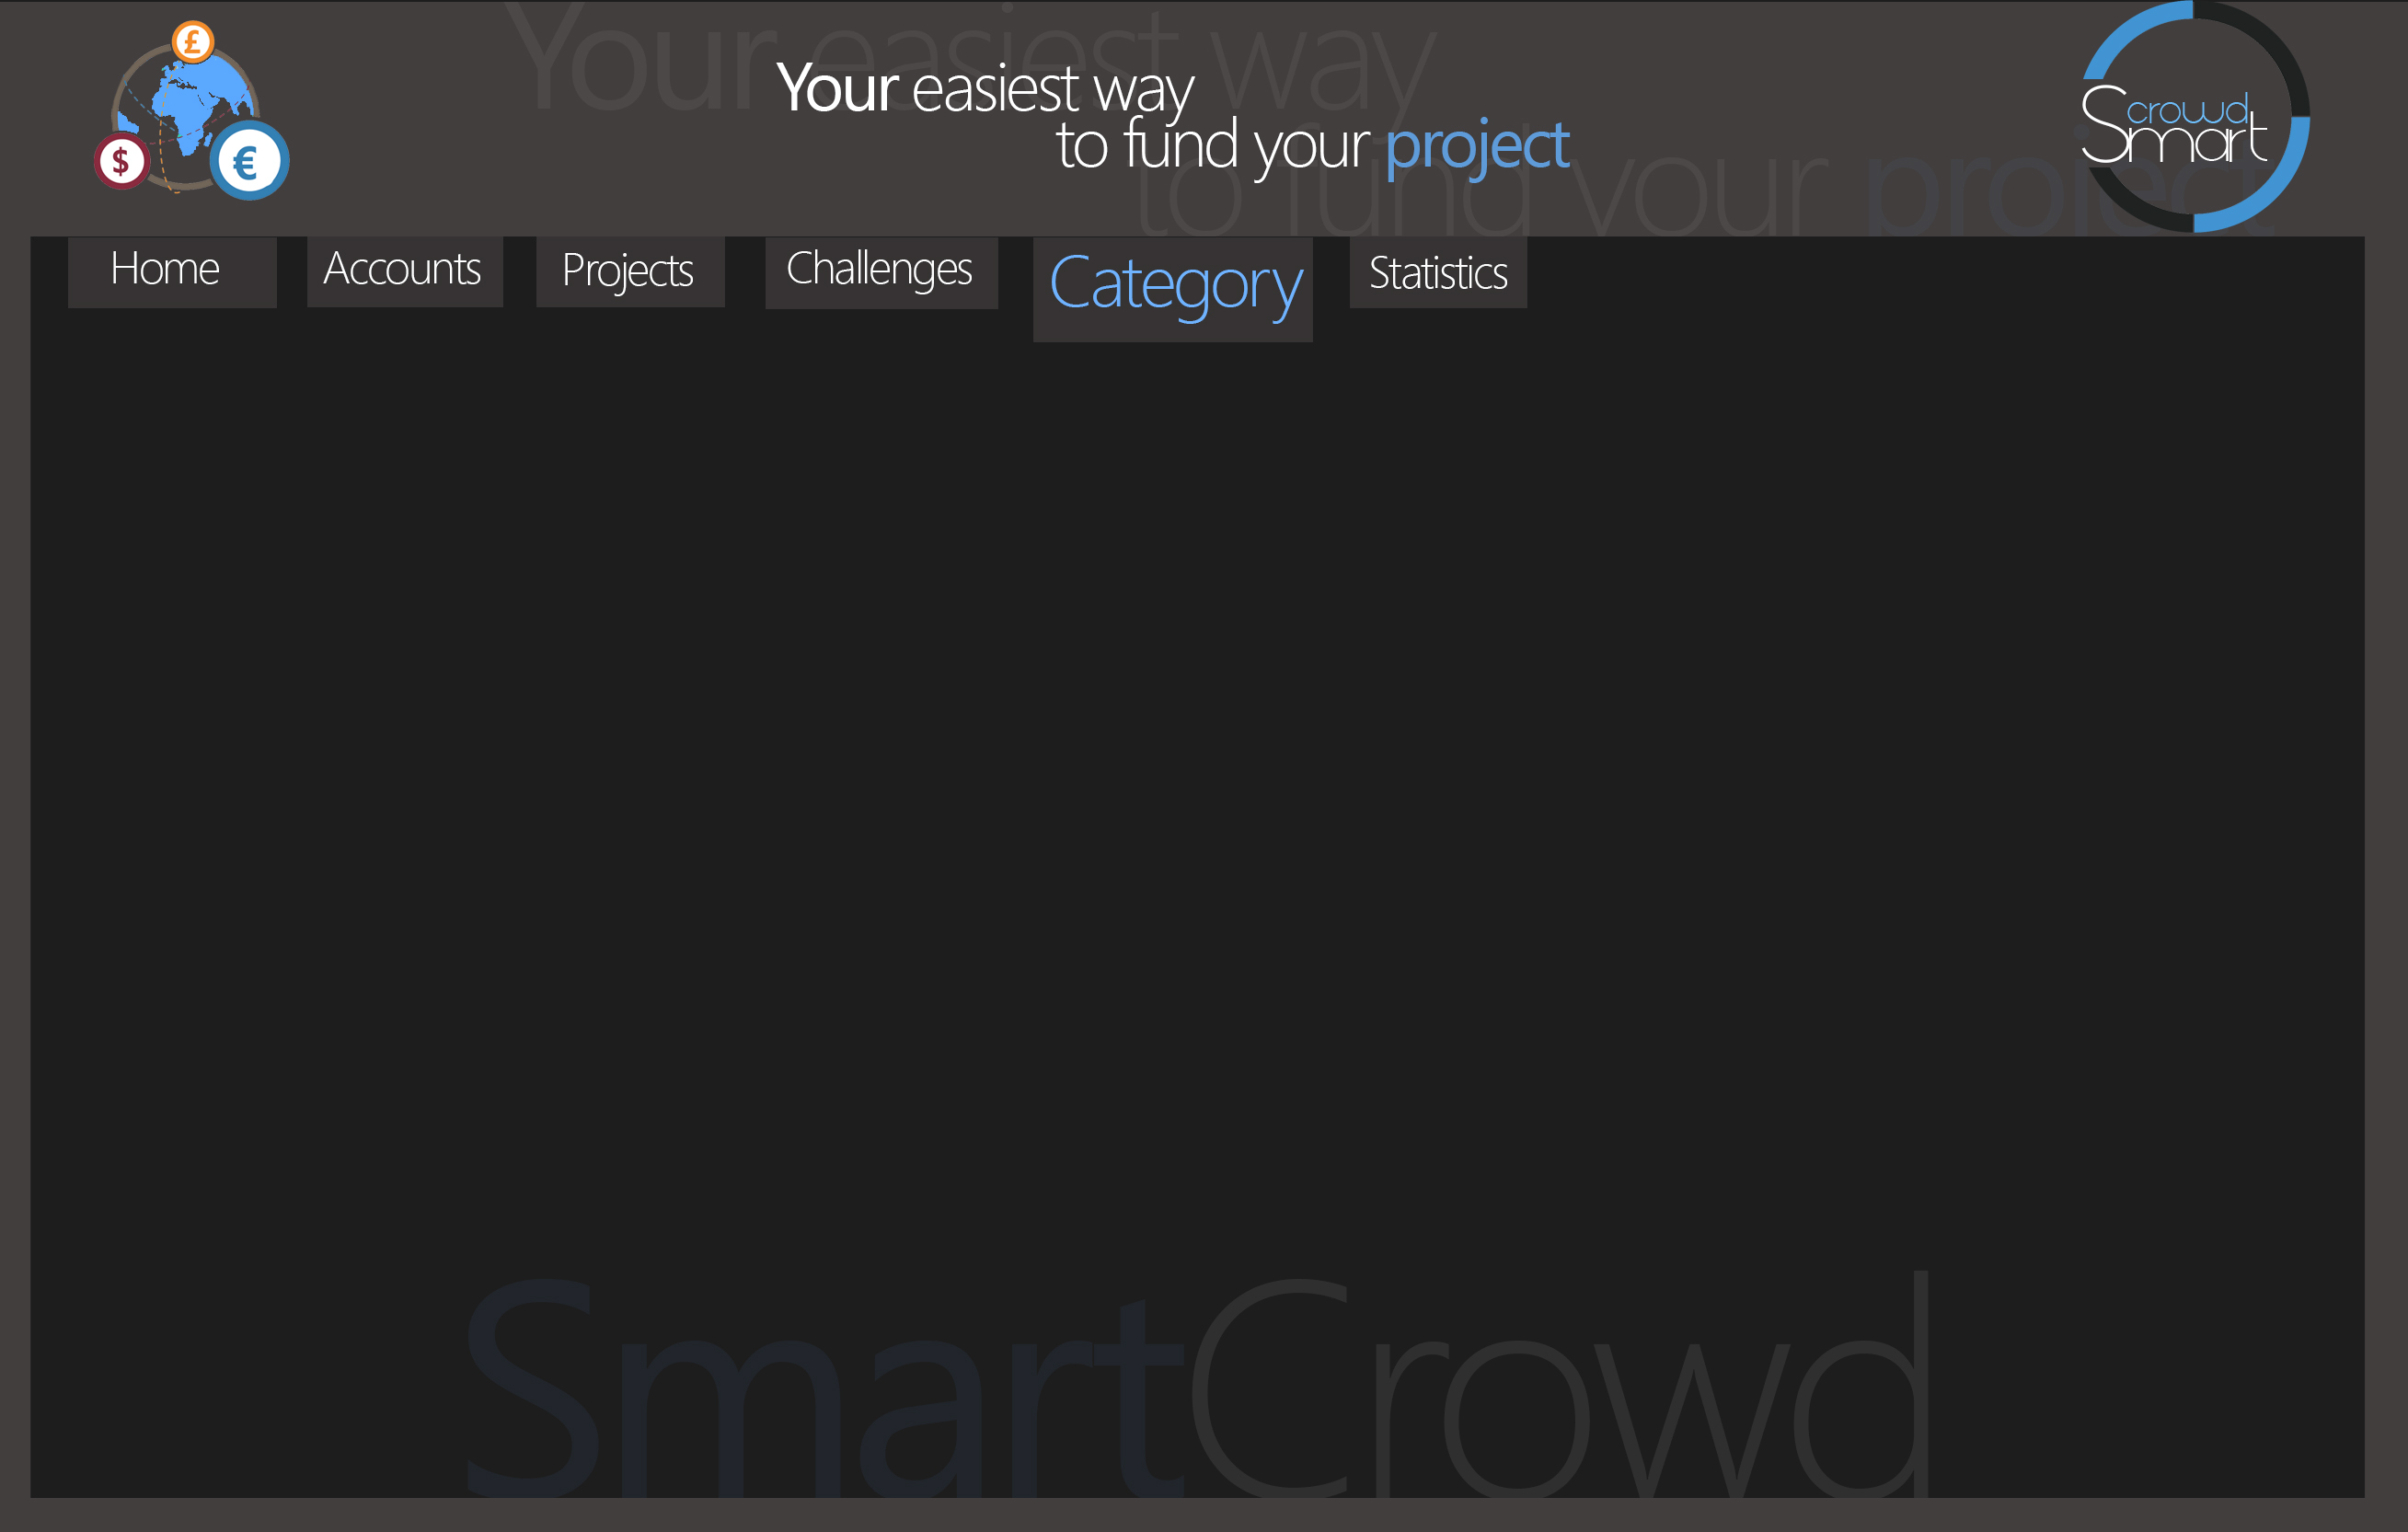 Your easiest way
to fund your project
Your easiest way
to fund your project
£
$
€
crowd
Smart
Home
Accounts
Projects
Challenges
Category
Statistics
SmartCrowd